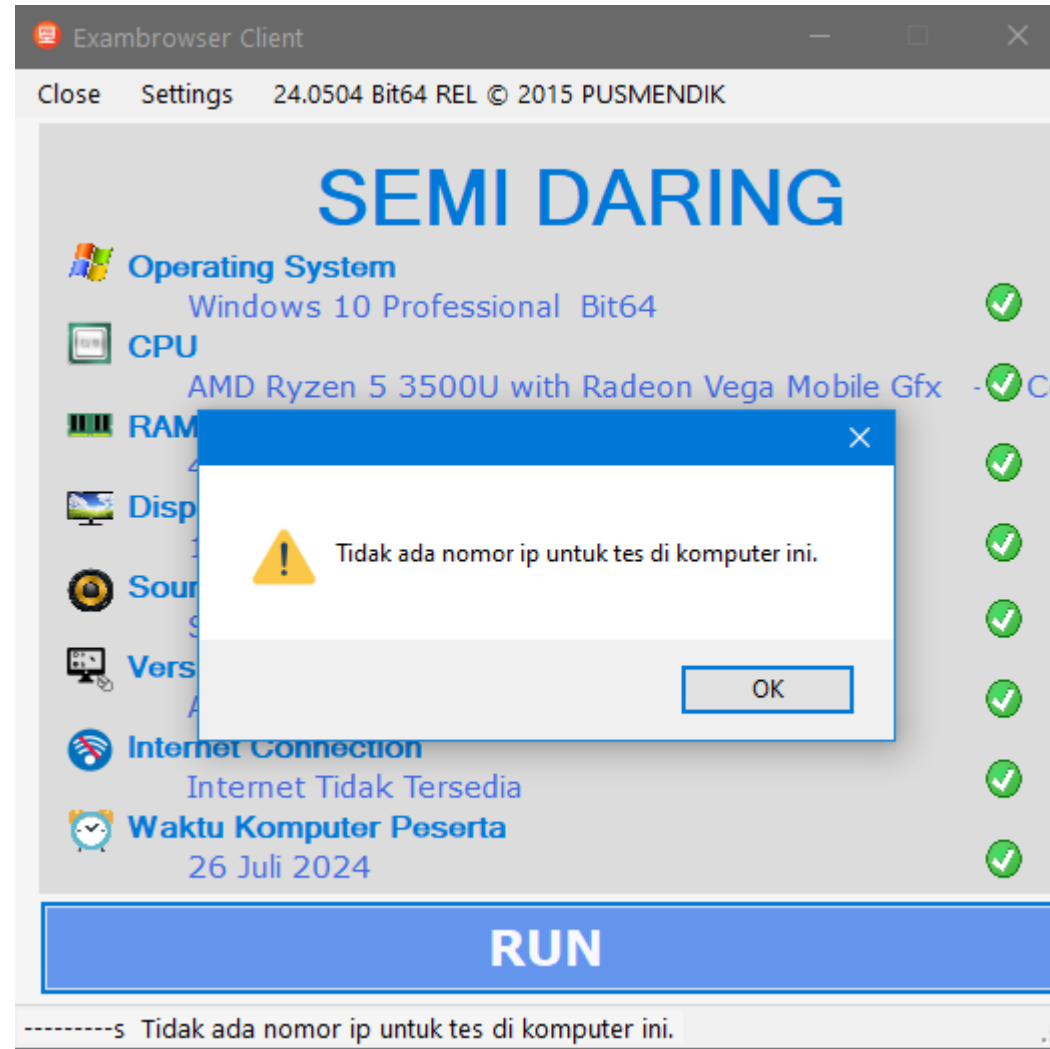 Exambrowser Client
Close Settings 24.0504 Bit64 REL © 2015 PUSMENDIK
SEMI DARING
Operating System
Windows 10 Professional Bit64
CPU
AMD Ryzen 5 3500U with Radeon Vega Mobile Gfx -
RAM
Tidak ada nomor ip untuk tes di komputer ini.
OK
Internet Connection
Internet Tidak Tersedia
Waktu Komputer Peserta
26 Juli 2024
RUN
---------s Tidak ada nomor ip untuk tes di komputer ini.